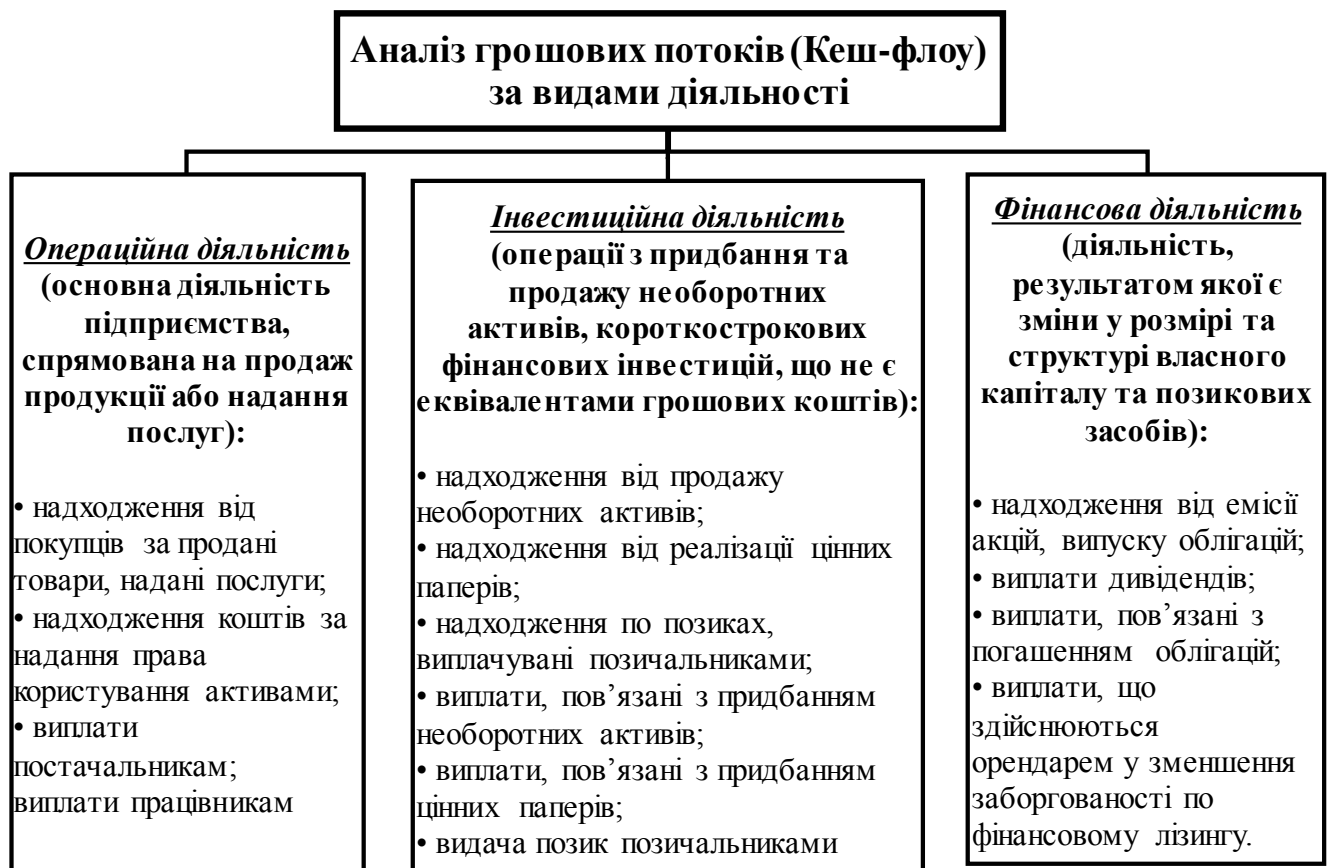 Аналіз грошових потоків (Кеш-флоу)
за видами діяльності
Операційна діяльність
(основна діяльність
підприємства,
спрямована на продаж
продукції або надання
послуг):
• надходження від
покупців за продані
товари, надані послуги;
• надходження коштів за
надання права
користування активами;
• виплати
постачальникам;
виплати працівникам
Інвестиційна діяльність
(операції з придбання та
продажу необоротних
активів, короткострокових
фінансових інвестицій, що не є
еквівалентами грошових коштів):
• надходження від продажу
необоротних активів;
• надходження від реалізації цінних
паперів;
• надходження по позиках,
виплачувані позичальниками;
• виплати, пов’язані з придбанням
необоротних активів;
• виплати, пов’язані з придбанням
цінних паперів;
• видача позик позичальниками
Фінансова діяльність
(діяльність,
результатом якої є
зміни у розмірі та
структурі власного
капіталу та позикових
засобів):
• надходження від емісії
акцій, випуску облігацій;
• виплати дивідендів;
• виплати, пов’язані з
погашенням облігацій;
• виплати, що
здійснюються
орендарем у зменшення
заборгованості по
фінансовому лізингу.